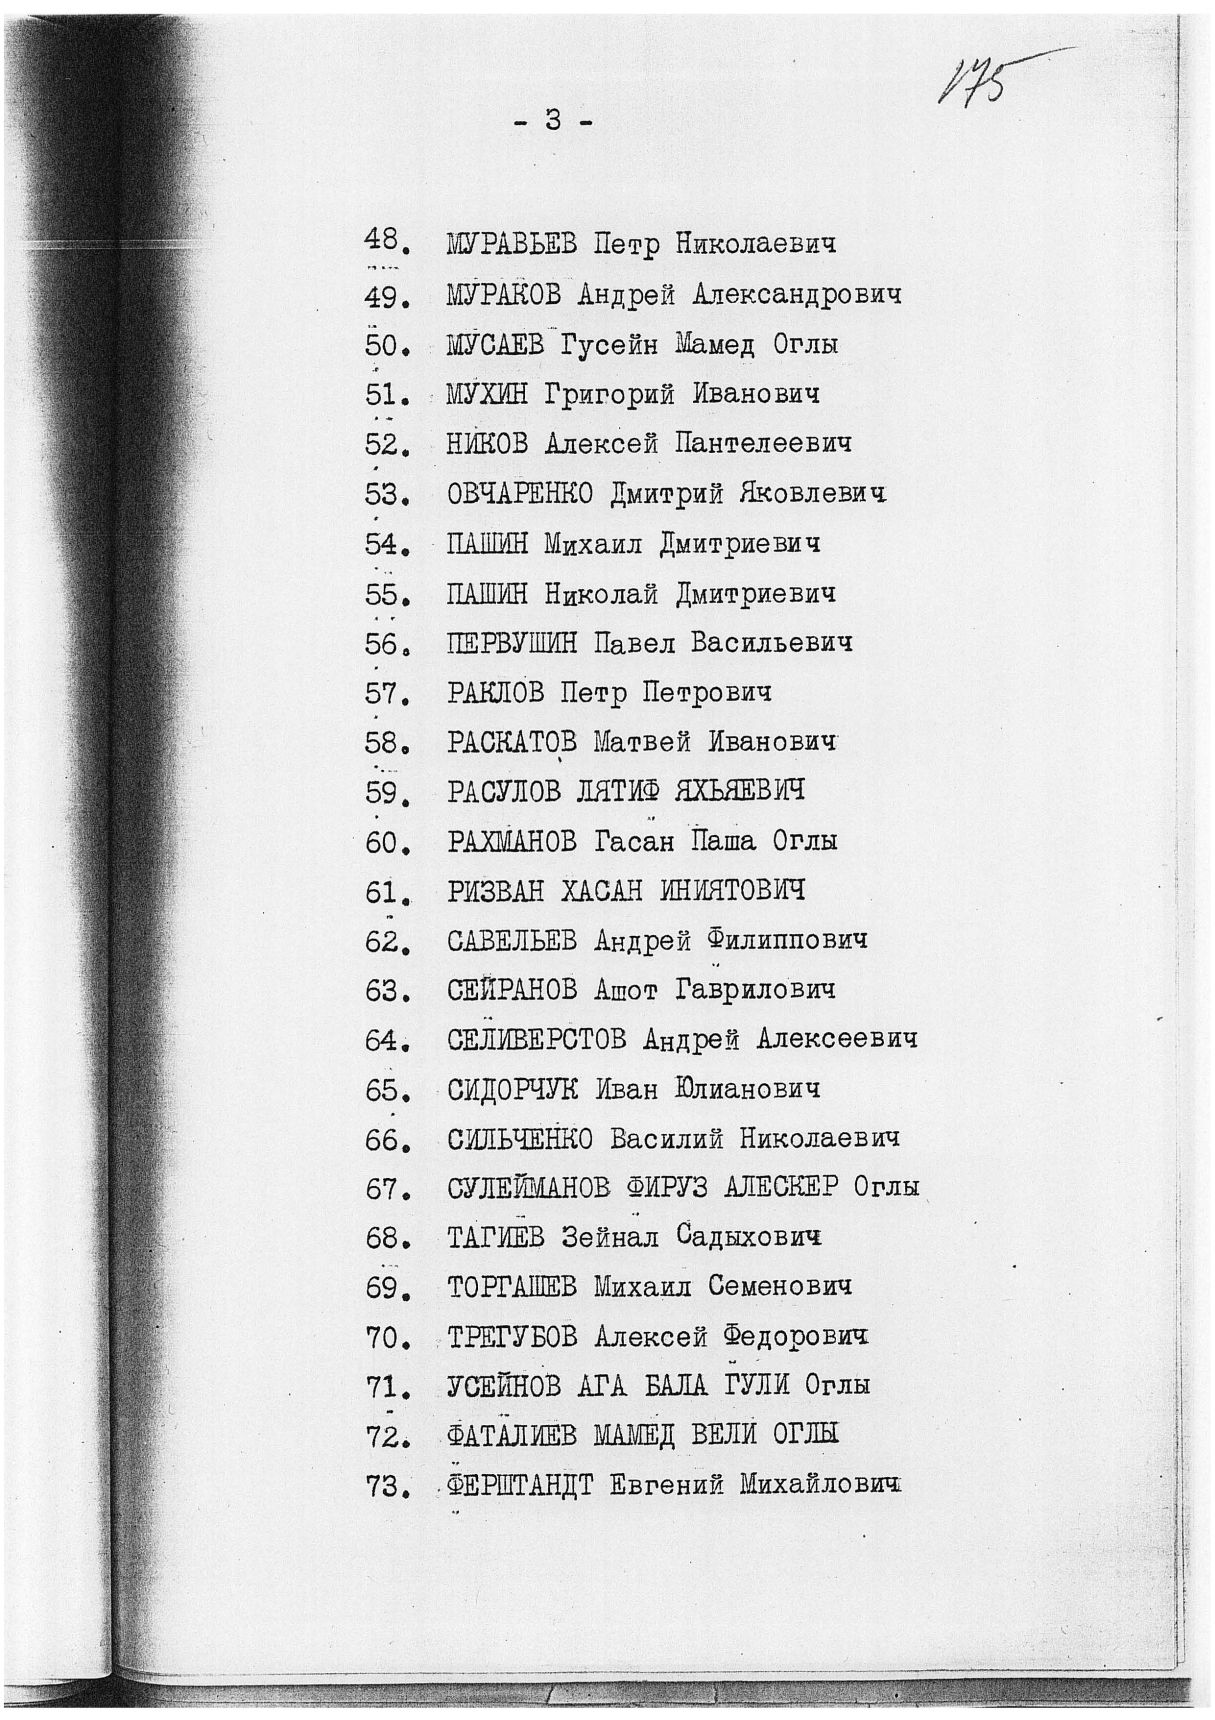 175
- 3 -
48. МУРАВЬЕВ Петр Николаевич
49. МУРАКОВ Андрей Александрович
50. МУСАЕВ Гусейн Мамед Оглы
51. МУХИН Григорий Иванович
52. НИКОВ Алексей Пантелеевич
53. ОВЧАРЕНКО Дмитрий Яковлевич
54. ПАШИН Михаил Дмитриевич
55. ПАШИН Николай Дмитриевич
56. ПЕРВУШИН Павел Васильевич
57. РАКЛОВ Петр Петрович
58. РАСКАТОВ Матвей Иванович
59. РАСУЛОВ ЛЯТИФ ЯХЬЯЕВИЧ
60. РАХМАНОВ Гасан Паша Оглы
61. РИЗВАН ХАСАН ИНИЯТОВИЧ
62. САВЕЛЬЕВ Андрей Филиппович
63. СЕЙРАНОВ Ашот Гаврилович
64. СЕЛИВЕРСТОВ Андрей Алексеевич
65. СИДОРЧУК Иван Юлианович
66. СИЛЬЧЕНКО Василий Николаевич
67. СУЛЕЙМАНОВ ФИРУЗ АЛЕСКЕР Оглы
68. ТАГИЕВ Зейнал Садыхович
69. ТОРГАШЕВ Михаил Семенович
70. ТРЕГУБОВ Алексей Федорович
71. УСЕЙНОВ АГА БАЛА ГУЛИ Оглы
72. ФАТАЛИЕВ МАМЕД ВЕЛИ ОГЛЫ
73. ФЕРШТАНДТ Евгений Михайлович